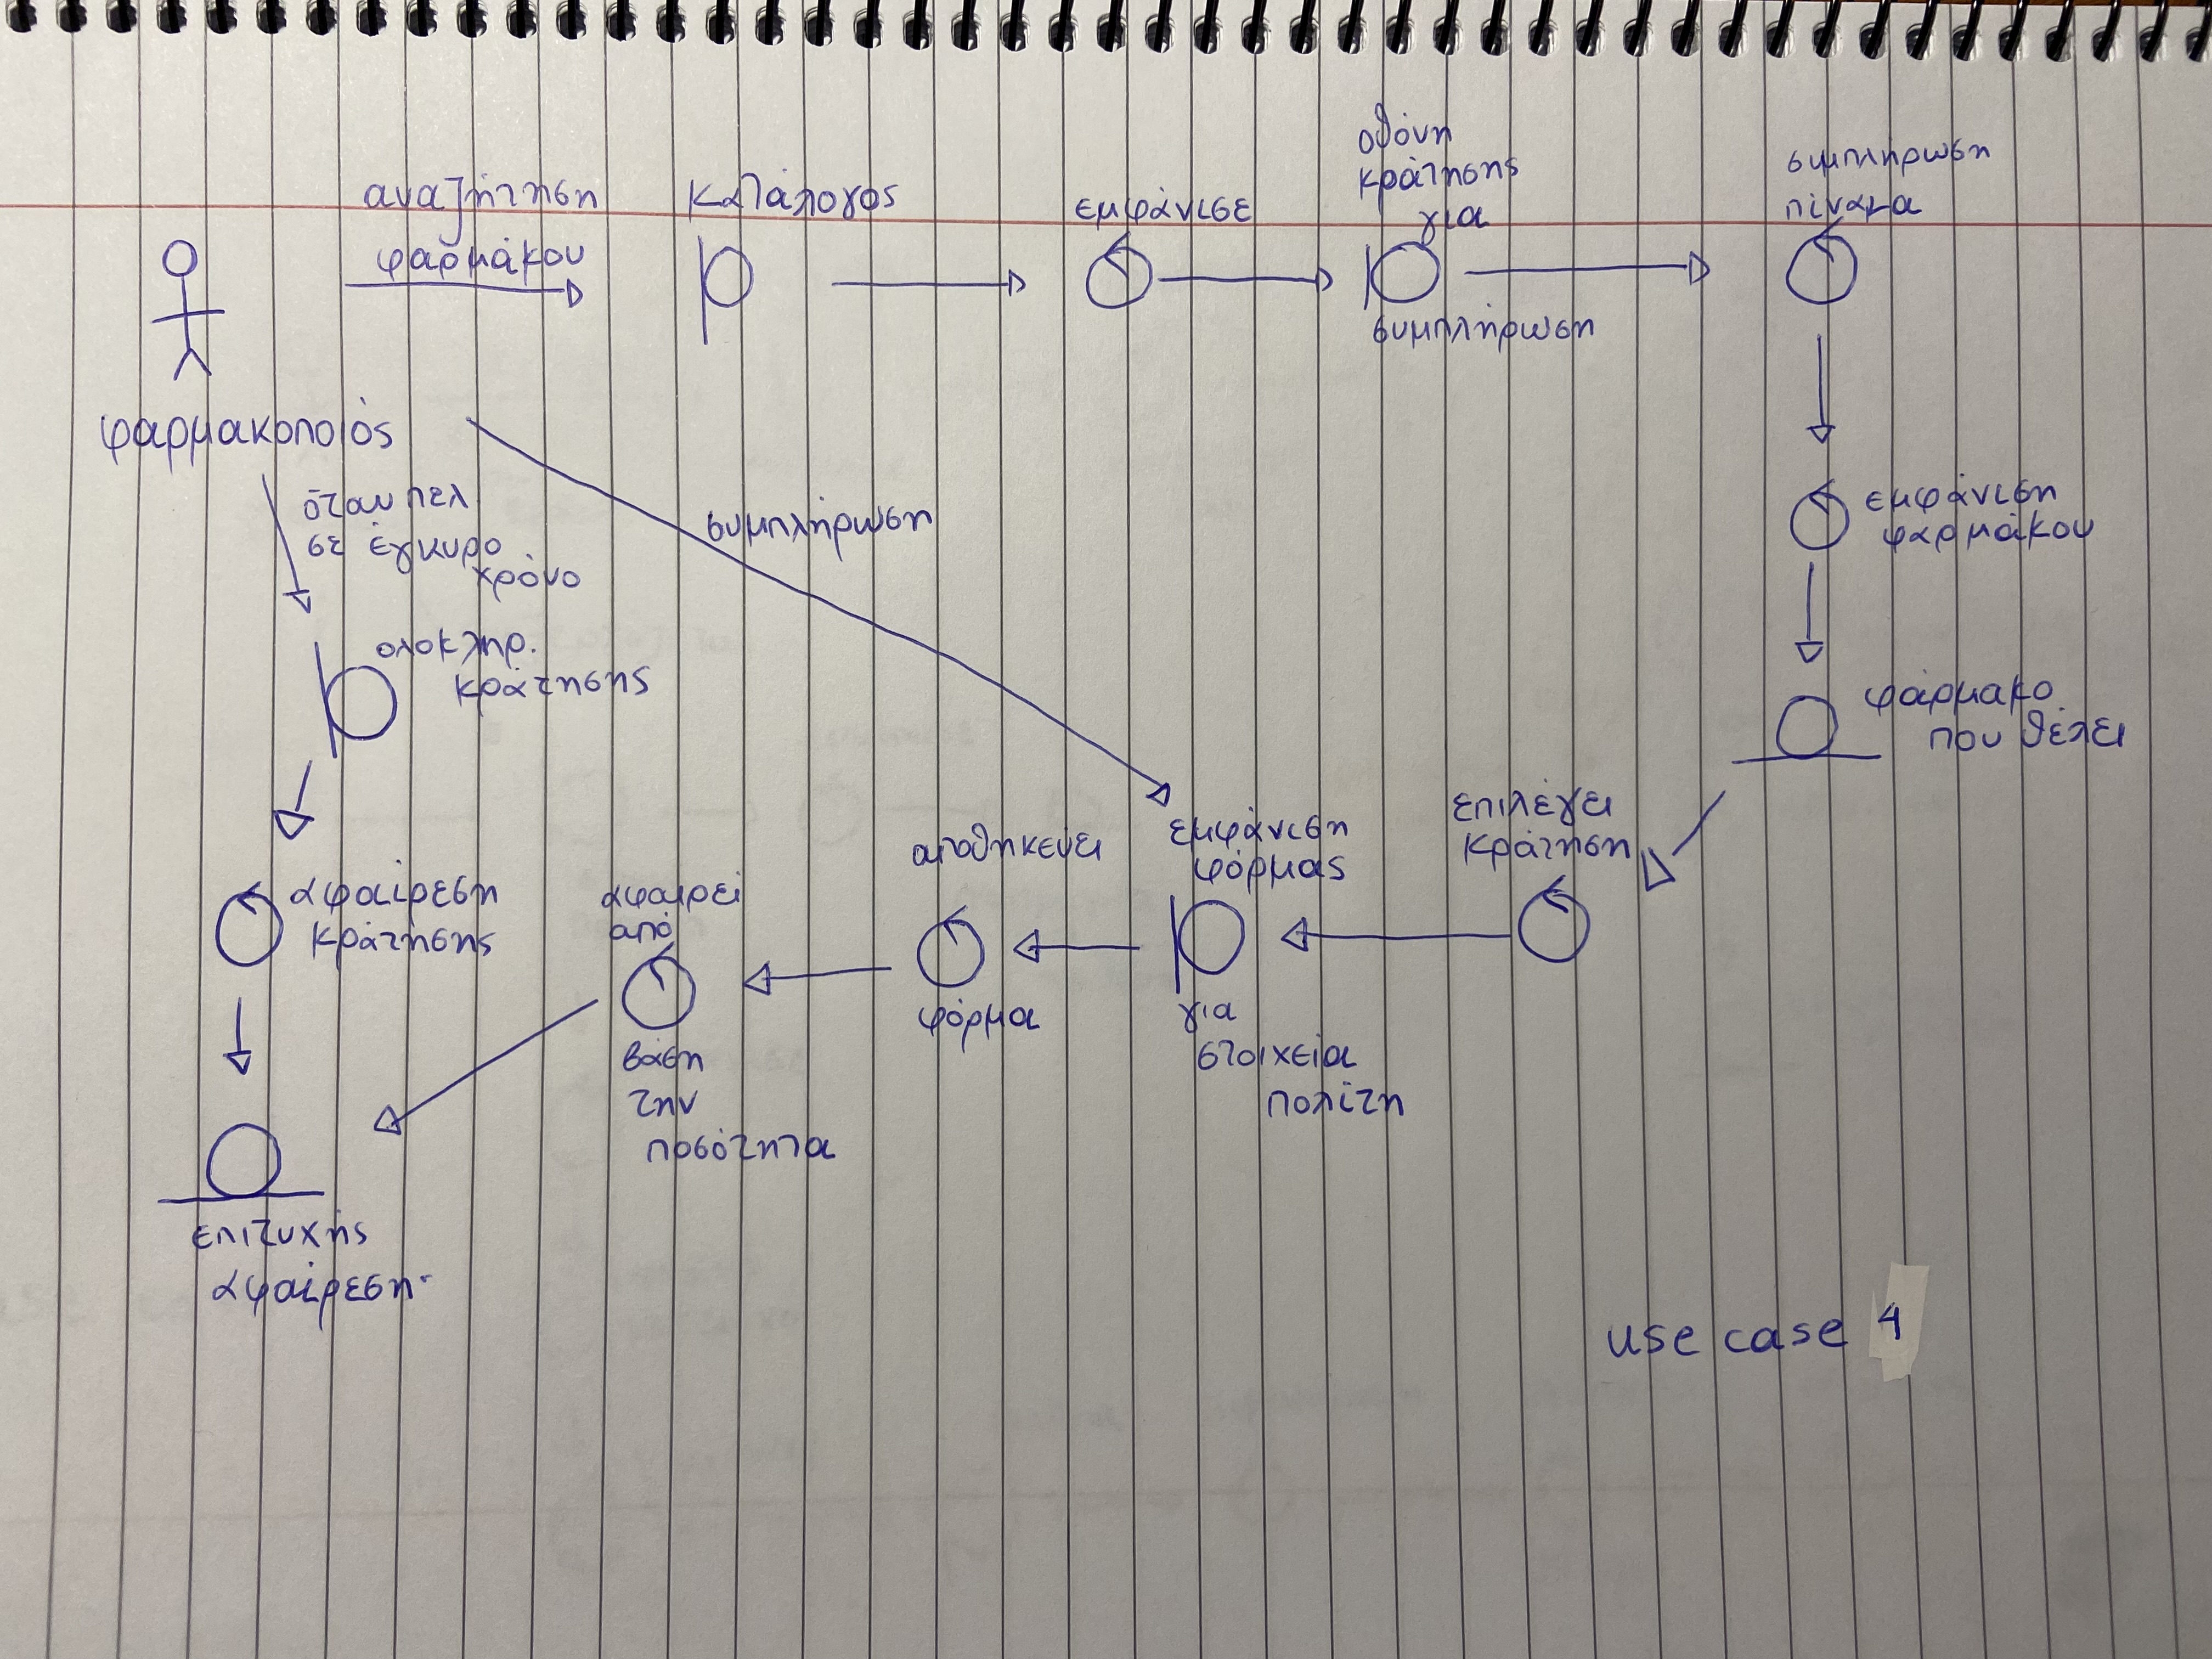 αναζήτηση
φαρμάκου
Κατάλογος
εμφάνισε
οθόνη
κράτησης
για
συμπλήρωση
συμπλήρωση
πίνακα
φαρμακοποιός
όταν πελ
σε έγκυρο
χρόνο
συμπλήρωση
εμφάνιση
φαρμάκου
ολοκληρ.
κράτησης
φάρμακο
που θέλει
αφαίρεση
κράτησης
αφαιρεί
από
βάση
την
ποσότητα
αποθηκεύει
φόρμα
εμφάνιση
φόρμας
για
στοιχεία
πολίτη
επιλέγει
κράτηση
επιτυχής
αφαίρεση
use case 4